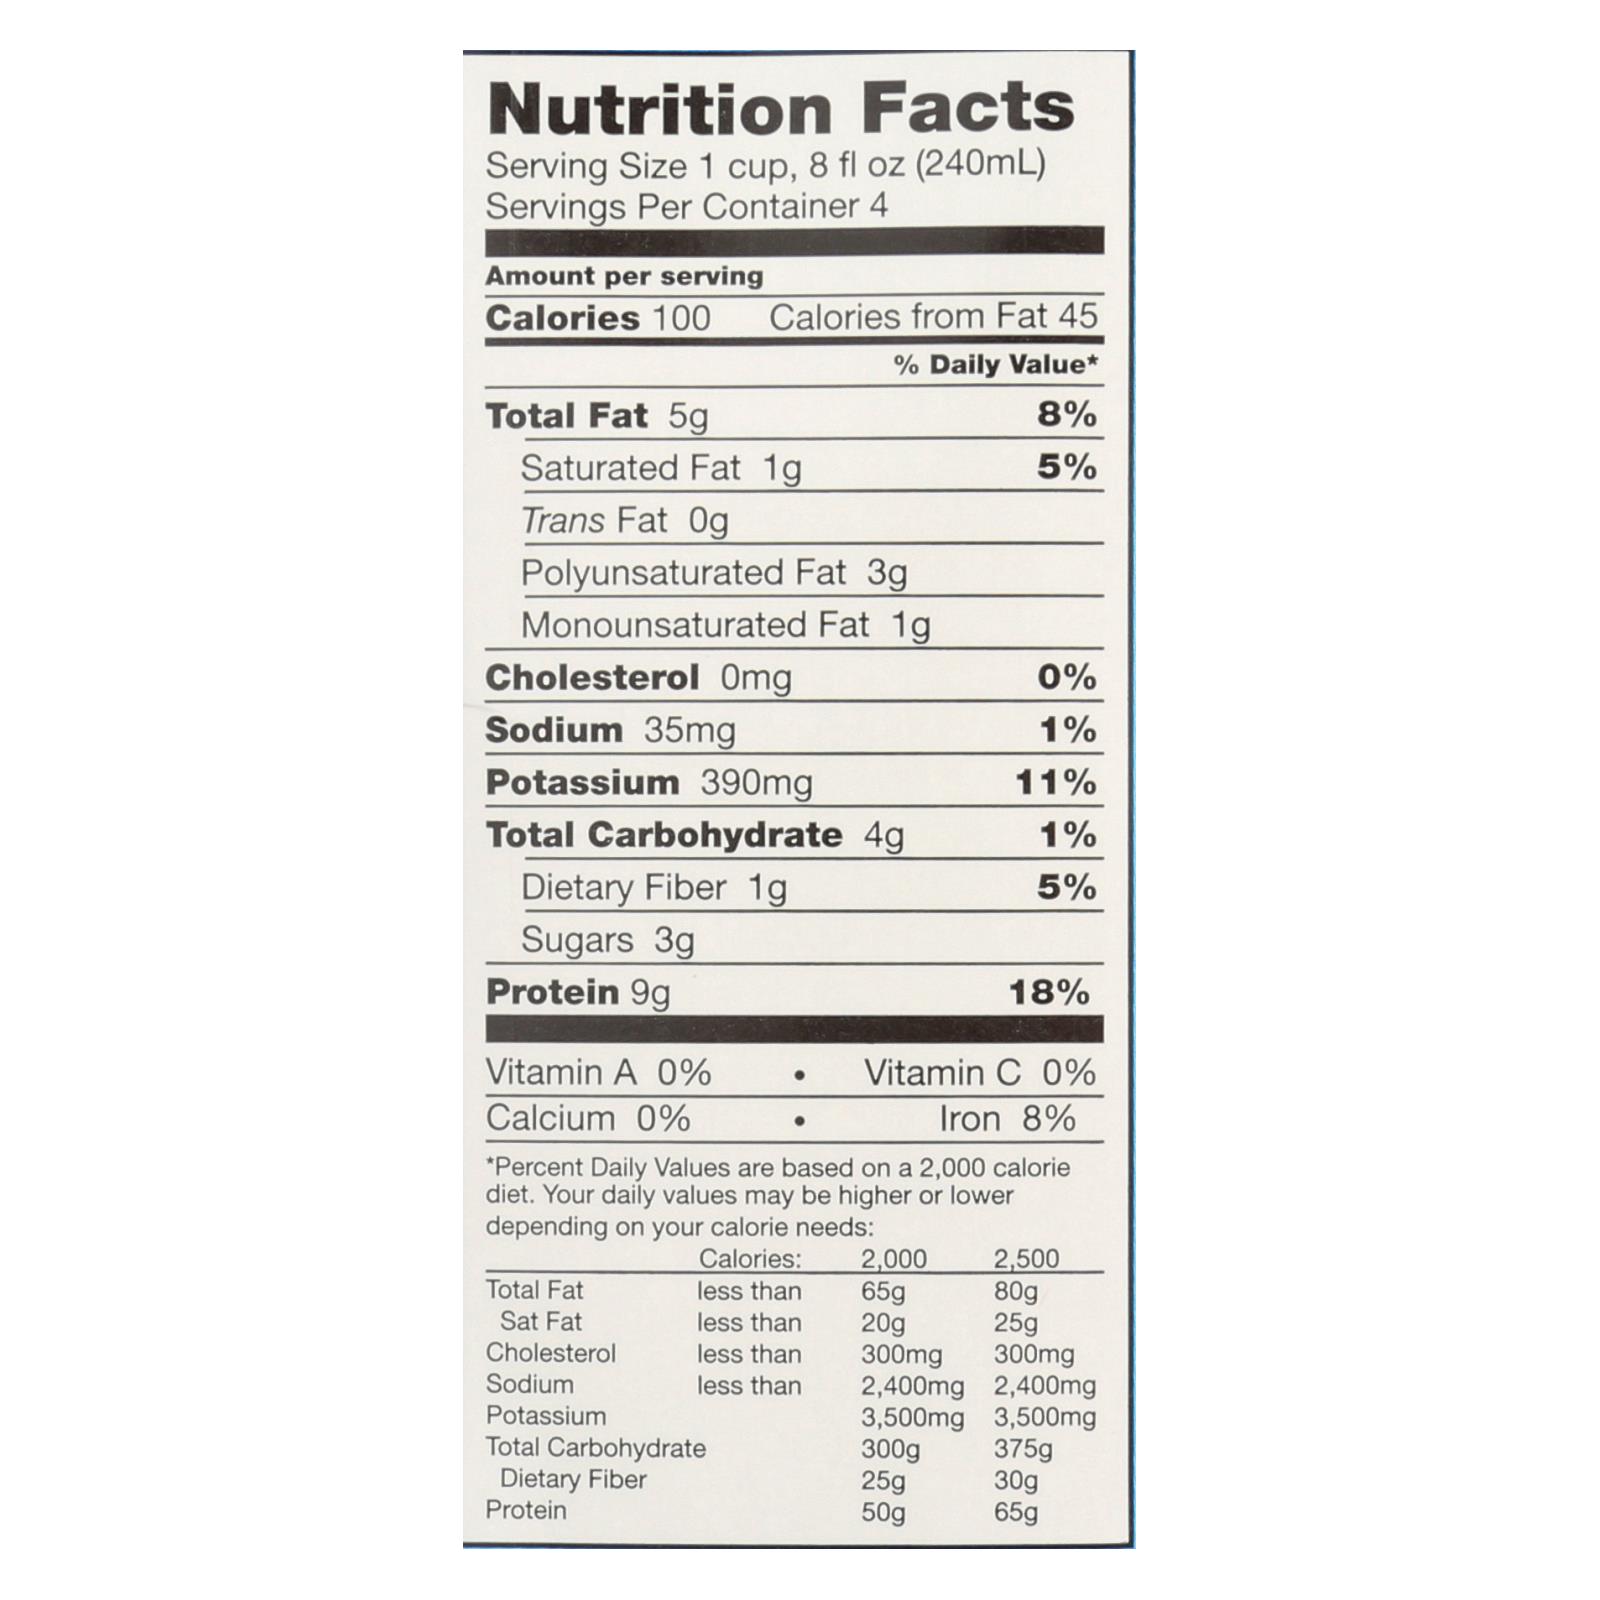 Nutrition Facts
Serving Size 1 cup, 8 fl oz (240mL)
Servings Per Container 4
Amount per serving
Calories 100 Calories from Fat 45
% Daily Value*
Total Fat 5g 8%
Saturated Fat 1g 5%
Trans Fat 0g
Polyunsaturated Fat 3g
Monounsaturated Fat 1g
Cholesterol 0mg 0%
Sodium 35mg 1%
Potassium 390mg 11%
Total Carbohydrate 4g 1%
Dietary Fiber 1g 5%
Sugars 3g
Protein 9g 18%
Vitamin A 0% • Vitamin C 0%
Calcium 0% • Iron 8%
*Percent Daily Values are based on a 2,000 calorie
diet. Your daily values may be higher or lower
depending on your calorie needs:
Calories: 2,000 2,500
Total Fat less than 65g 80g
Sat Fat less than 20g 25g
Cholesterol less than 300mg 300mg
Sodium less than 2,400mg 2,400mg
Potassium 3,500mg 3,500mg
Total Carbohydrate 300g 375g
Dietary Fiber 25g 30g
Protein 50g 65g